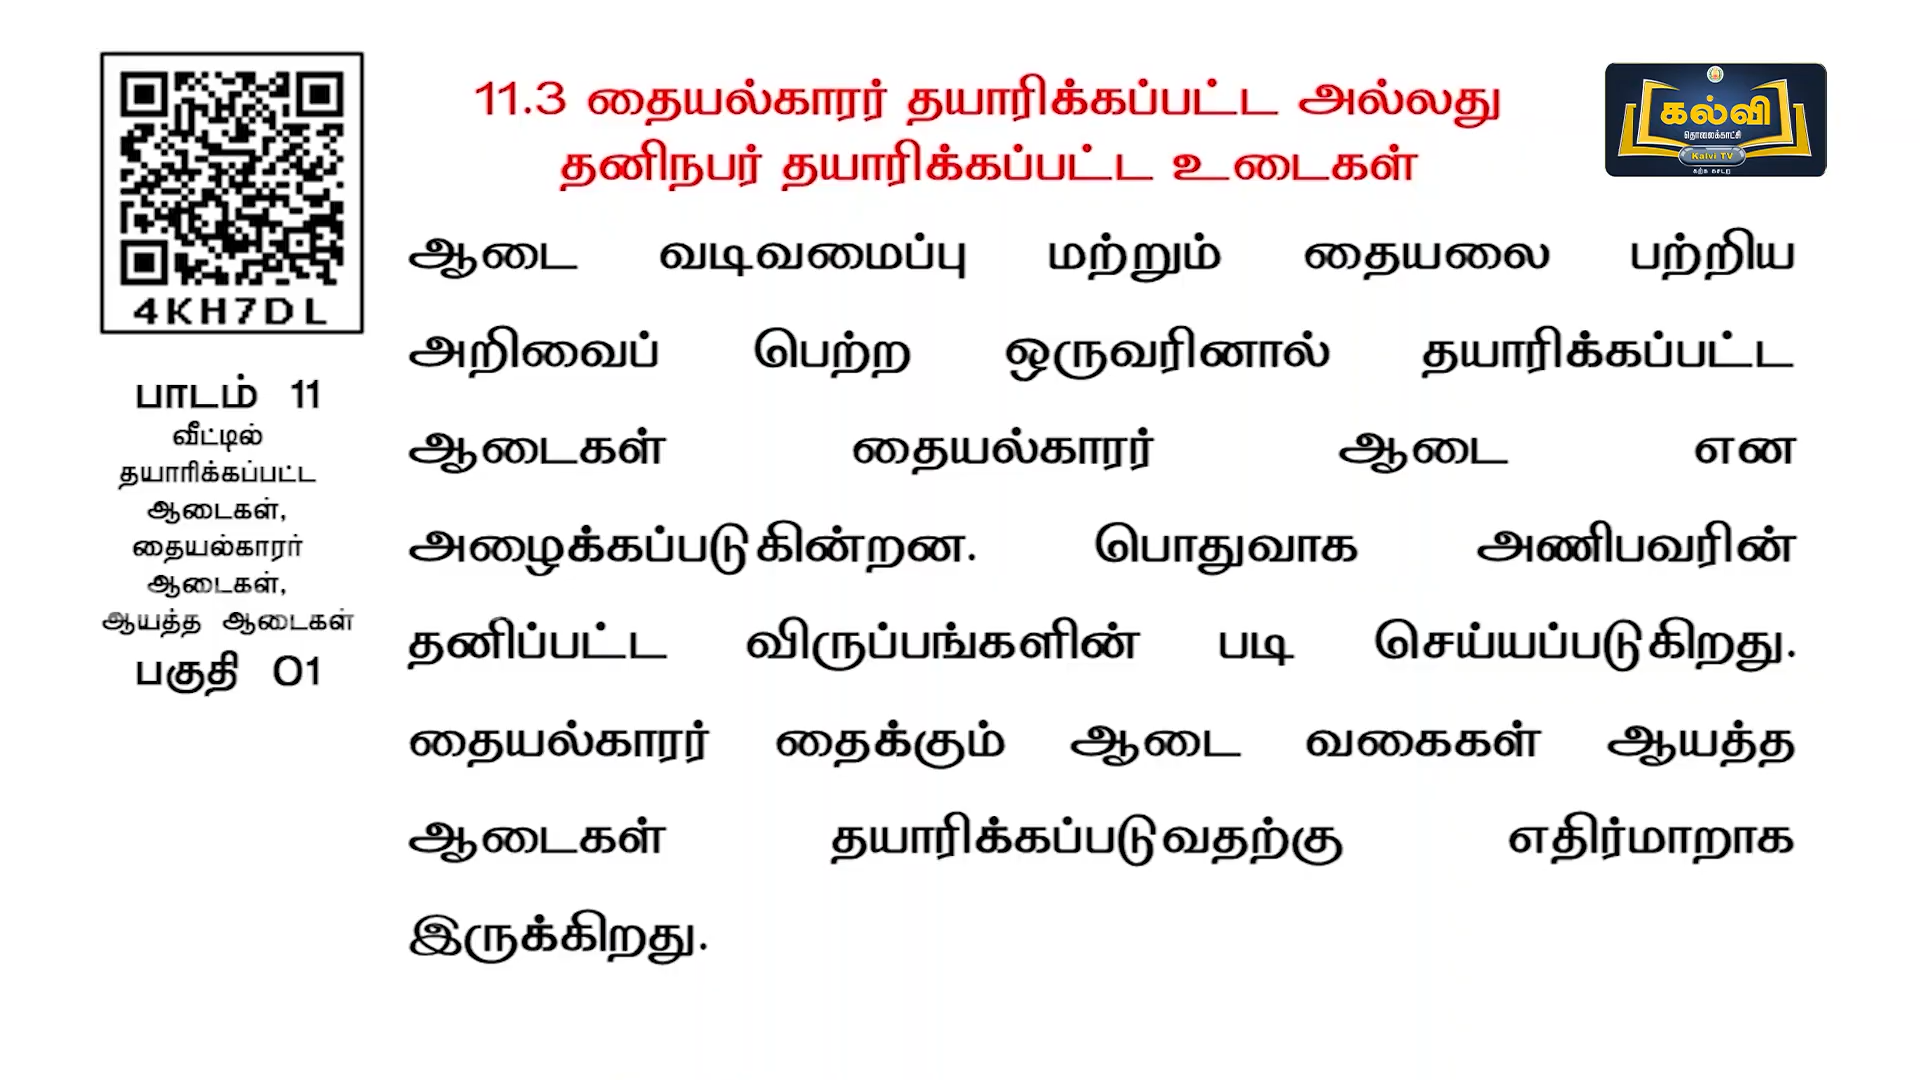 11.3 தையல்காரர் தயாரிக்கப்பட்ட அல்லது
தனிநபர் தயாரிக்கப்பட்ட உடைகள்
கல்வி
தொலைக்காட்சி
Kalvi TV
கற்க கசடற
4KH7DL
பாடம் 11
வீட்டில்
தயாரிக்கப்பட்ட
ஆடைகள்,
தையல்காரர்
ஆடைகள்,
ஆயத்த ஆடைகள்
பகுதி 01
ஆடை வடிவமைப்பு மற்றும் தையலை பற்றிய
அறிவைப் பெற்ற ஒருவரினால் தயாரிக்கப்பட்ட
ஆடைகள் தையல்காரர் ஆடை என
அழைக்கப்படுகின்றன. பொதுவாக அணிபவரின்
தனிப்பட்ட விருப்பங்களின் படி செய்யப்படுகிறது.
தையல்காரர் தைக்கும் ஆடை வகைகள் ஆயத்த
ஆடைகள் தயாரிக்கப்படுவதற்கு எதிர்மாறாக
இருக்கிறது.